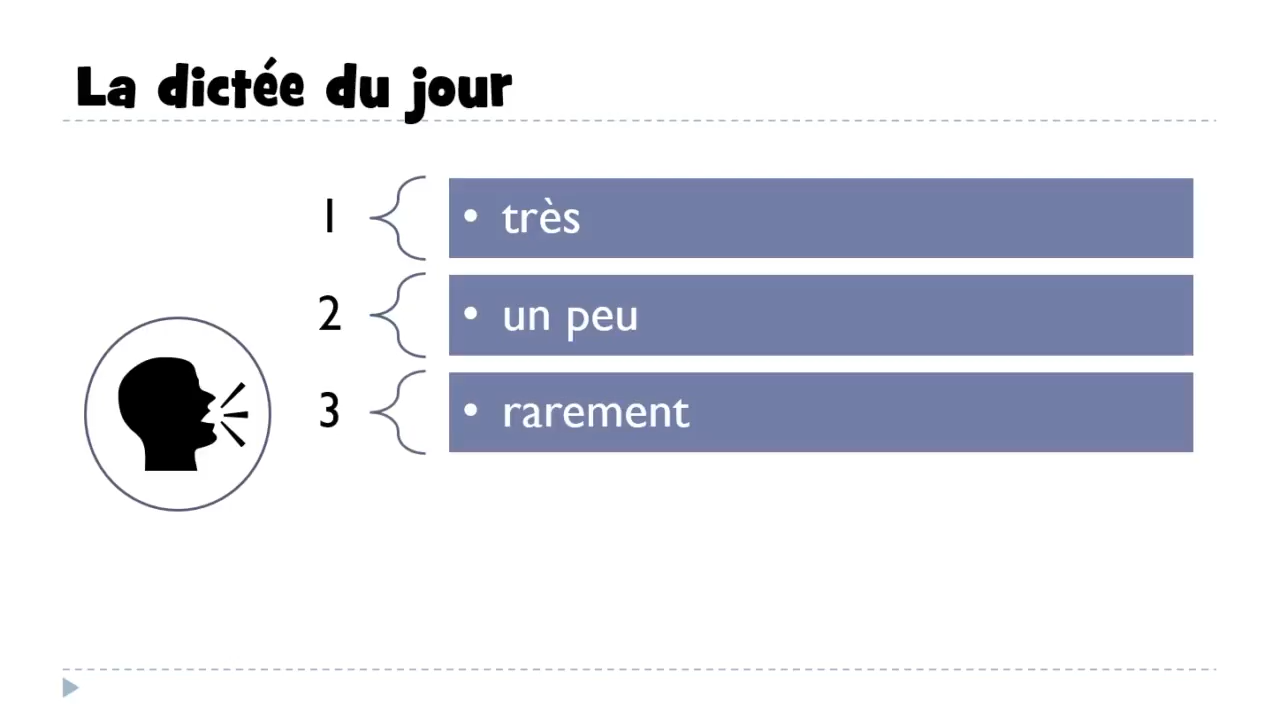 La dictée du jour
1
• très
2
• un peu
3
• rarement